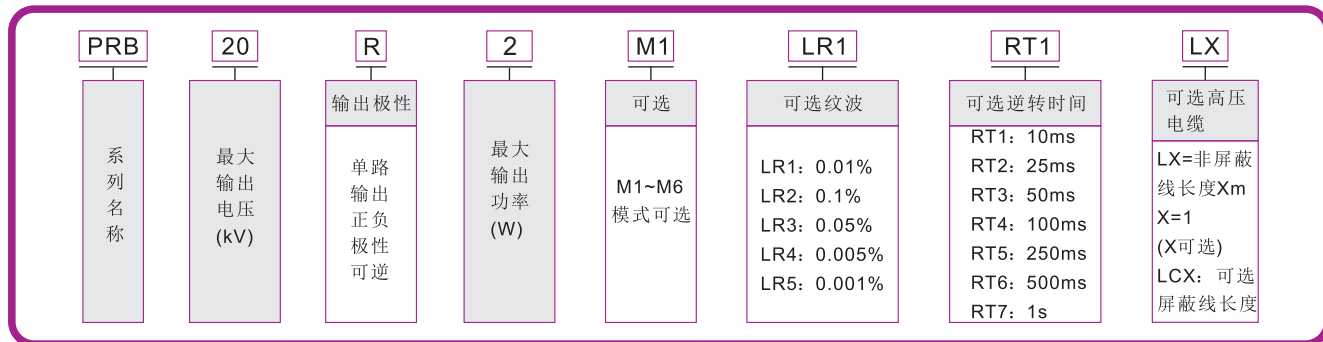 PRB
20
R
2
M1
LR1
RT1
LX
系
列
名
称
最大
输出
电压
(kV)
输出极性
单路
输出
正负
极性
可逆
最大
输出
功率
(W)
可选
M1~M6
模式可选
可选纹波
LR1：0.01%
LR2：0.1%
LR3：0.05%
LR4：0.005%
LR5：0.001%
可选逆转时间
RT1：10ms
RT2：25ms
RT3：50ms
RT4：100ms
RT5：250ms
RT6：500ms
RT7：1s
可选高压
电缆
LX=非屏蔽
线长度Xm
X=1
(X可选)
LCX：可选
屏蔽线长度